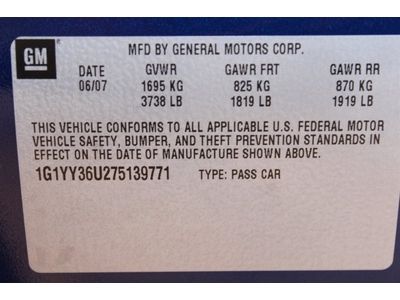 GM
MFD BY GENERAL MOTORS CORP.
DATE GVWR GAWR FRT GAWR RR
06/07 1695 KG 825 KG 870 KG
3738 LB 1819 LB 1919 LB
THIS VEHICLE CONFORMS TO ALL APPLICABLE U.S. FEDERAL MOTOR
VEHICLE SAFETY, BUMPER, AND THEFT PREVENTION STANDARDS IN
EFFECT ON THE DATE OF MANUFACTURE SHOWN ABOVE.
1G1YY36U275139771 TYPE: PASS CAR